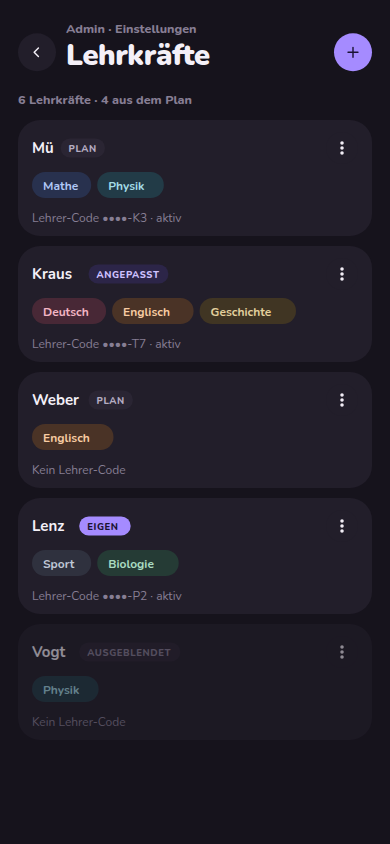 Admin · Einstellungen
Lehrkräfte
6 Lehrkräfte · 4 aus dem Plan
Mü PLAN
Mathe Physik
Lehrer-Code ••••-K3 · aktiv
Kraus ANGEPASST
Deutsch Englisch Geschichte
Lehrer-Code ••••-T7 · aktiv
Weber PLAN
Englisch
Kein Lehrer-Code
Lenz EIGEN
Sport Biologie
Lehrer-Code ••••-P2 · aktiv
Vogt AUSGEBLENDET
Physik
Kein Lehrer-Code